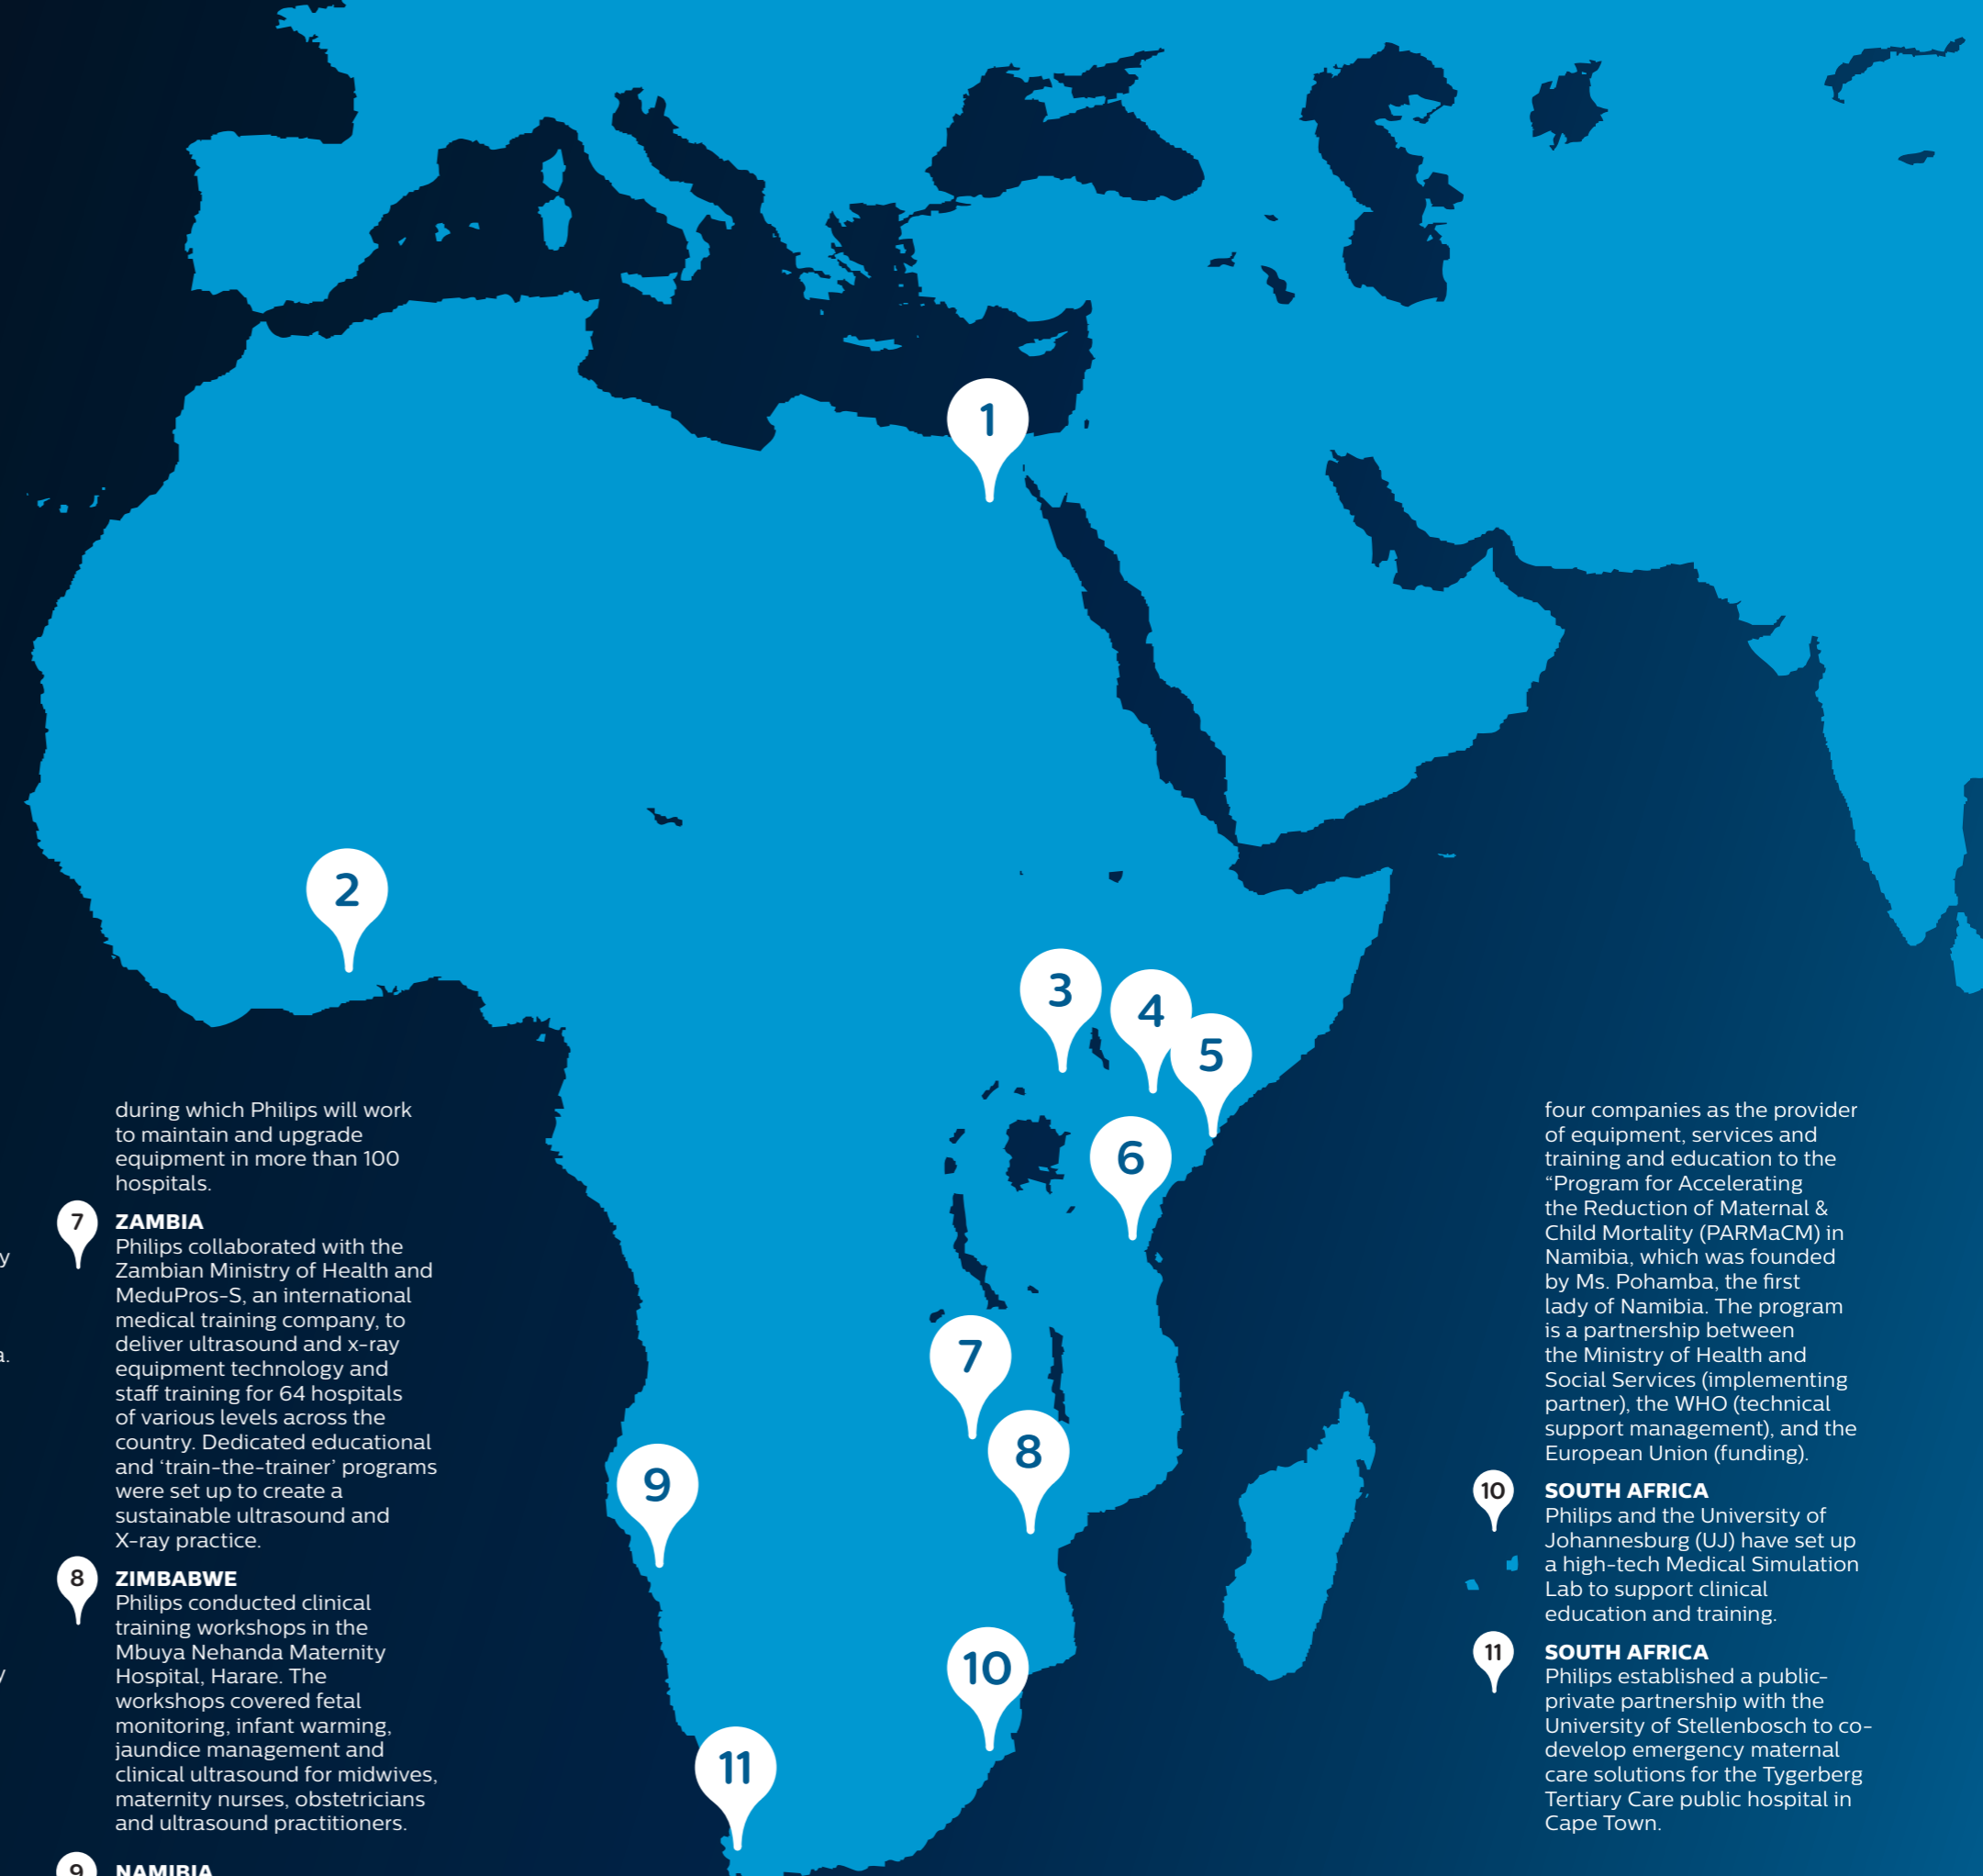 1
2
3
4
5
6
7
8
9
10
11
during which Philips will work
to maintain and upgrade
equipment in more than 100
hospitals.
7 ZAMBIA
Philips collaborated with the
Zambian Ministry of Health and
MeduPros-S, an international
medical training company, to
deliver ultrasound and x-ray
equipment technology and
staff training for 64 hospitals
of various levels across the
country. Dedicated educational
and ‘train-the-trainer’ programs
were set up to create a
sustainable ultrasound and
X-ray practice.
8 ZIMBABWE
Philips conducted clinical
training workshops in the
Mbuya Nehanda Maternity
Hospital, Harare. The
workshops covered fetal
monitoring, infant warming,
jaundice management and
clinical ultrasound for midwives,
maternity nurses, obstetricians
and ultrasound practitioners.
9 NAMIBIA
four companies as the provider
of equipment, services and
training and education to the
“Program for Accelerating
the Reduction of Maternal &
Child Mortality (PARMaCM) in
Namibia, which was founded
by Ms. Pohamba, the first
lady of Namibia. The program
is a partnership between
the Ministry of Health and
Social Services (implementing
partner), the WHO (technical
support management), and the
European Union (funding).
10 SOUTH AFRICA
Philips and the University of
Johannesburg (UJ) have set up
a high-tech Medical Simulation
Lab to support clinical
education and training.
11 SOUTH AFRICA
Philips established a public-
private partnership with the
University of Stellenbosch to co-
develop emergency maternal
care solutions for the Tygerberg
Tertiary Care public hospital in
Cape Town.